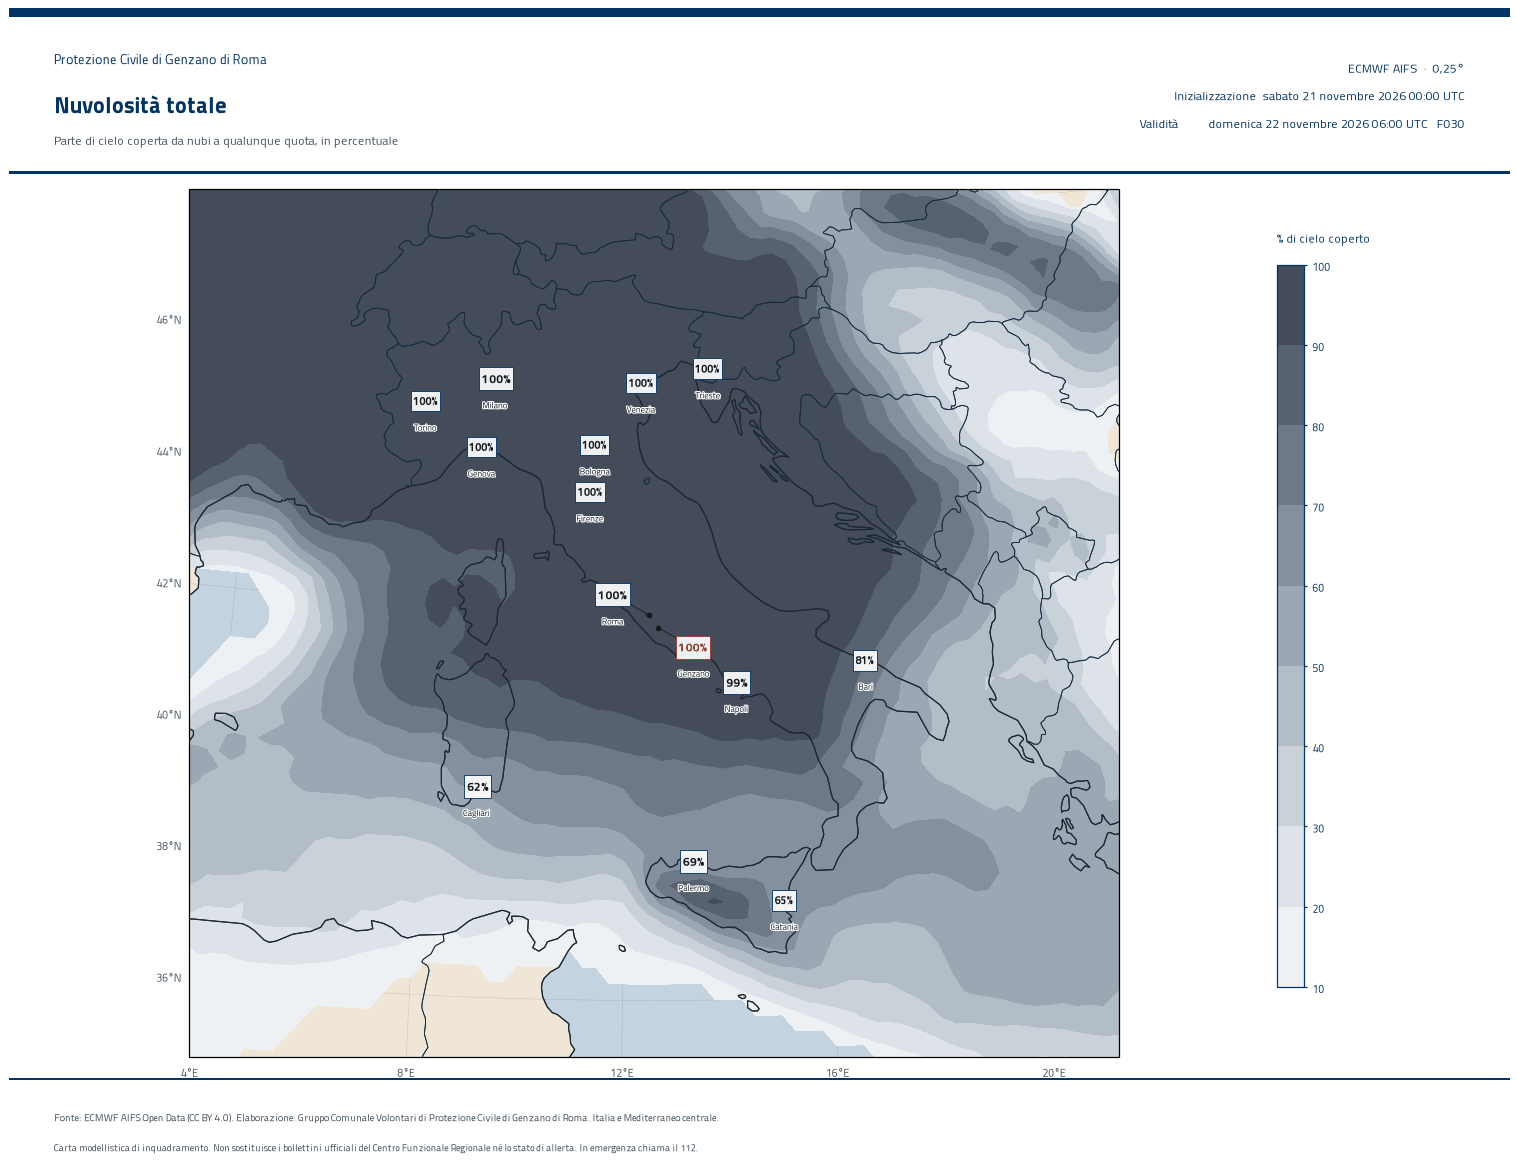 Protezione Civile di Genzano di Roma
Nuvolosità totale
Parte di cielo coperta da nubi a qualunque quota, in percentuale
ECMWF AIFS · 0,25°
Inizializzazione sabato 21 novembre 2026 00:00 UTC
Validità domenica 22 novembre 2026 06:00 UTC F030
% di cielo coperto
100
90
80
70
60
50
40
30
20
10
46°N
44°N
42°N
40°N
38°N
36°N
4°E
8°E
12°E
16°E
20°E
100%
Torino
100%
Milano
100%
Venezia
100%
Trieste
100%
Genova
100%
Bologna
100%
Firenze
100%
Roma
100%
Genzano
99%
Napoli
81%
Bari
62%
Cagliari
69%
Palermo
65%
Catania
Fonte: ECMWF AIFS Open Data (CC BY 4.0). Elaborazione: Gruppo Comunale Volontari di Protezione Civile di Genzano di Roma. Italia e Mediterraneo centrale.
Carta modellistica di inquadramento. Non sostituisce i bollettini ufficiali del Centro Funzionale Regionale né lo stato di allerta. In emergenza chiama il 112.